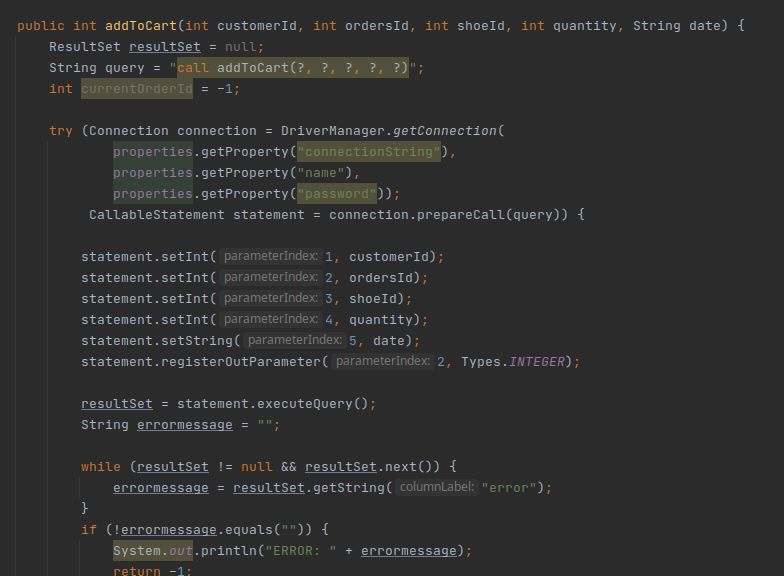 public int addToCart(int customerId, int ordersId, int shoeId, int quantity, String date) {
ResultSet resultSet = null;
String query = "call addToCart(?, ?, ?, ?, ?)";
int currentOrderId = -1;
try (Connection connection = DriverManager.getConnection(
properties.getProperty("connectionString"),
properties.getProperty("name"),
properties.getProperty("password"));
CallableStatement statement = connection.prepareCall(query)) {
statement.setInt( parameterIndex: 1, customerId);
statement.setInt( parameterIndex: 2, ordersId);
statement.setInt( parameterIndex: 3, shoeId);
statement.setInt( parameterIndex: 4, quantity);
statement.setString( parameterIndex: 5, date);
statement.registerOutParameter( parameterIndex: 2, Types.INTEGER);
resultSet = statement.executeQuery();
String errormessage = "";
while (resultSet != null && resultSet.next()) {
errormessage = resultSet.getString( columnLabel: "error");
}
if (!errormessage.equals("")) {
System.out.println("ERROR: " + errormessage);
return -1;